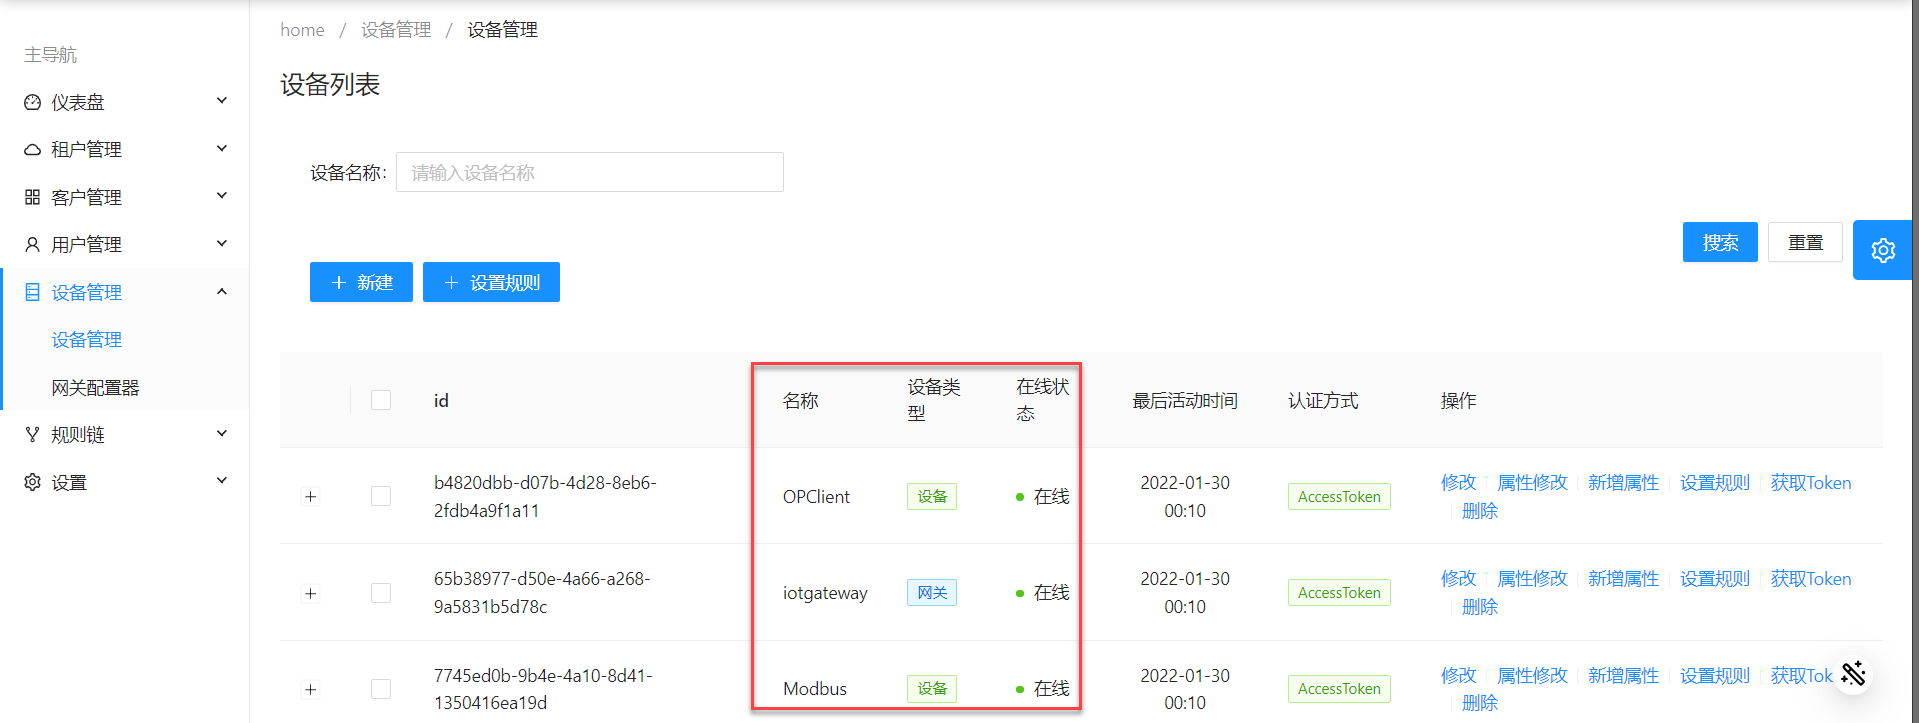 home / 设备管理 / 设备管理
主导航
仪表盘
租户管理
客户管理
用户管理
设备管理
设备管理
网关配置器
规则链
设置
设备列表
设备名称: 请输入设备名称
搜索 重置
+ 新建 + 设置规则
id 名称 设备类 在线状 最后活动时间 认证方式 操作
型 态
b4820dbb-d07b-4d28-8eb6- OPClient 设备 在线 2022-01-30 AccessToken 修改 属性修改 新增属性 设置规则 获取Token
2fdb4a9f1a11 00:10 删除
65b38977-d50e-4a66-a268- iotgateway 网关 在线 2022-01-30 AccessToken 修改 属性修改 新增属性 设置规则 获取Token
9a5831b5d78c 00:10 删除
7745ed0b-9b4e-4a10-8d41- Modbus 设备 在线 2022-01-30 AccessToken 修改 属性修改 新增属性 设置规则 获取Tok
1350416ea19d 00:10 删除